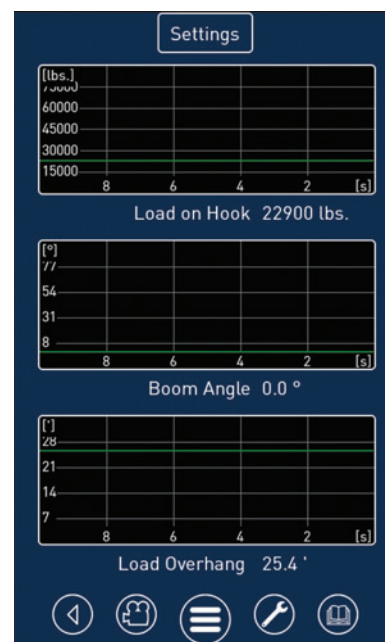 Settings
[lbs.]
75000
60000
45000
30000
15000
8 6 4 2 [s]
Load on Hook 22900 lbs.
[°]
77
54
31
8
8 6 4 2 [s]
Boom Angle 0.0 °
[']
28
21
14
7
8 6 4 2 [s]
Load Overhang 25.4 '